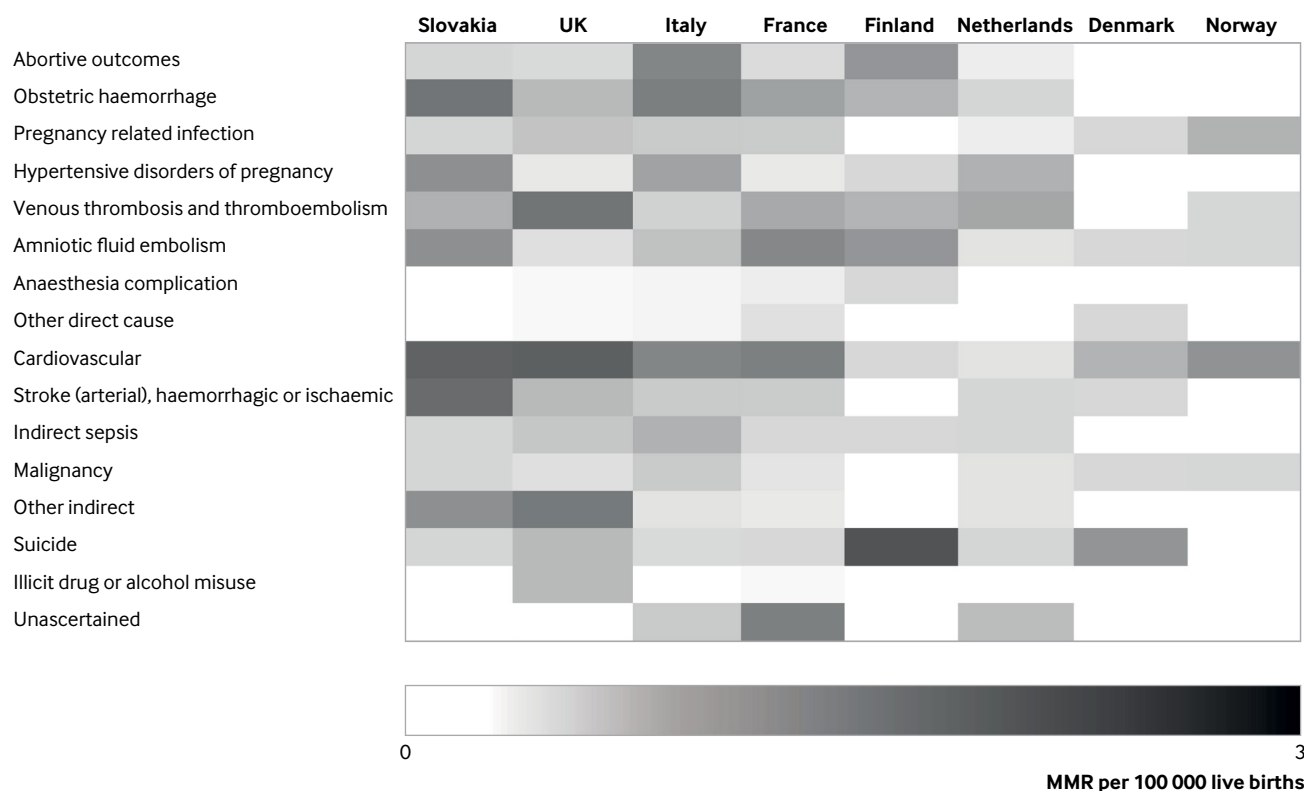 Slovakia UK Italy France Finland Netherlands Denmark Norway
Abortive outcomes
Obstetric haemorrhage
Pregnancy related infection
Hypertensive disorders of pregnancy
Venous thrombosis and thromboembolism
Amniotic fluid embolism
Anaesthesia complication
Other direct cause
Cardiovascular
Stroke (arterial), haemorrhagic or ischaemic
Indirect sepsis
Malignancy
Other indirect
Suicide
Illicit drug or alcohol misuse
Unascertained
0 3
MMR per 100 000 live births